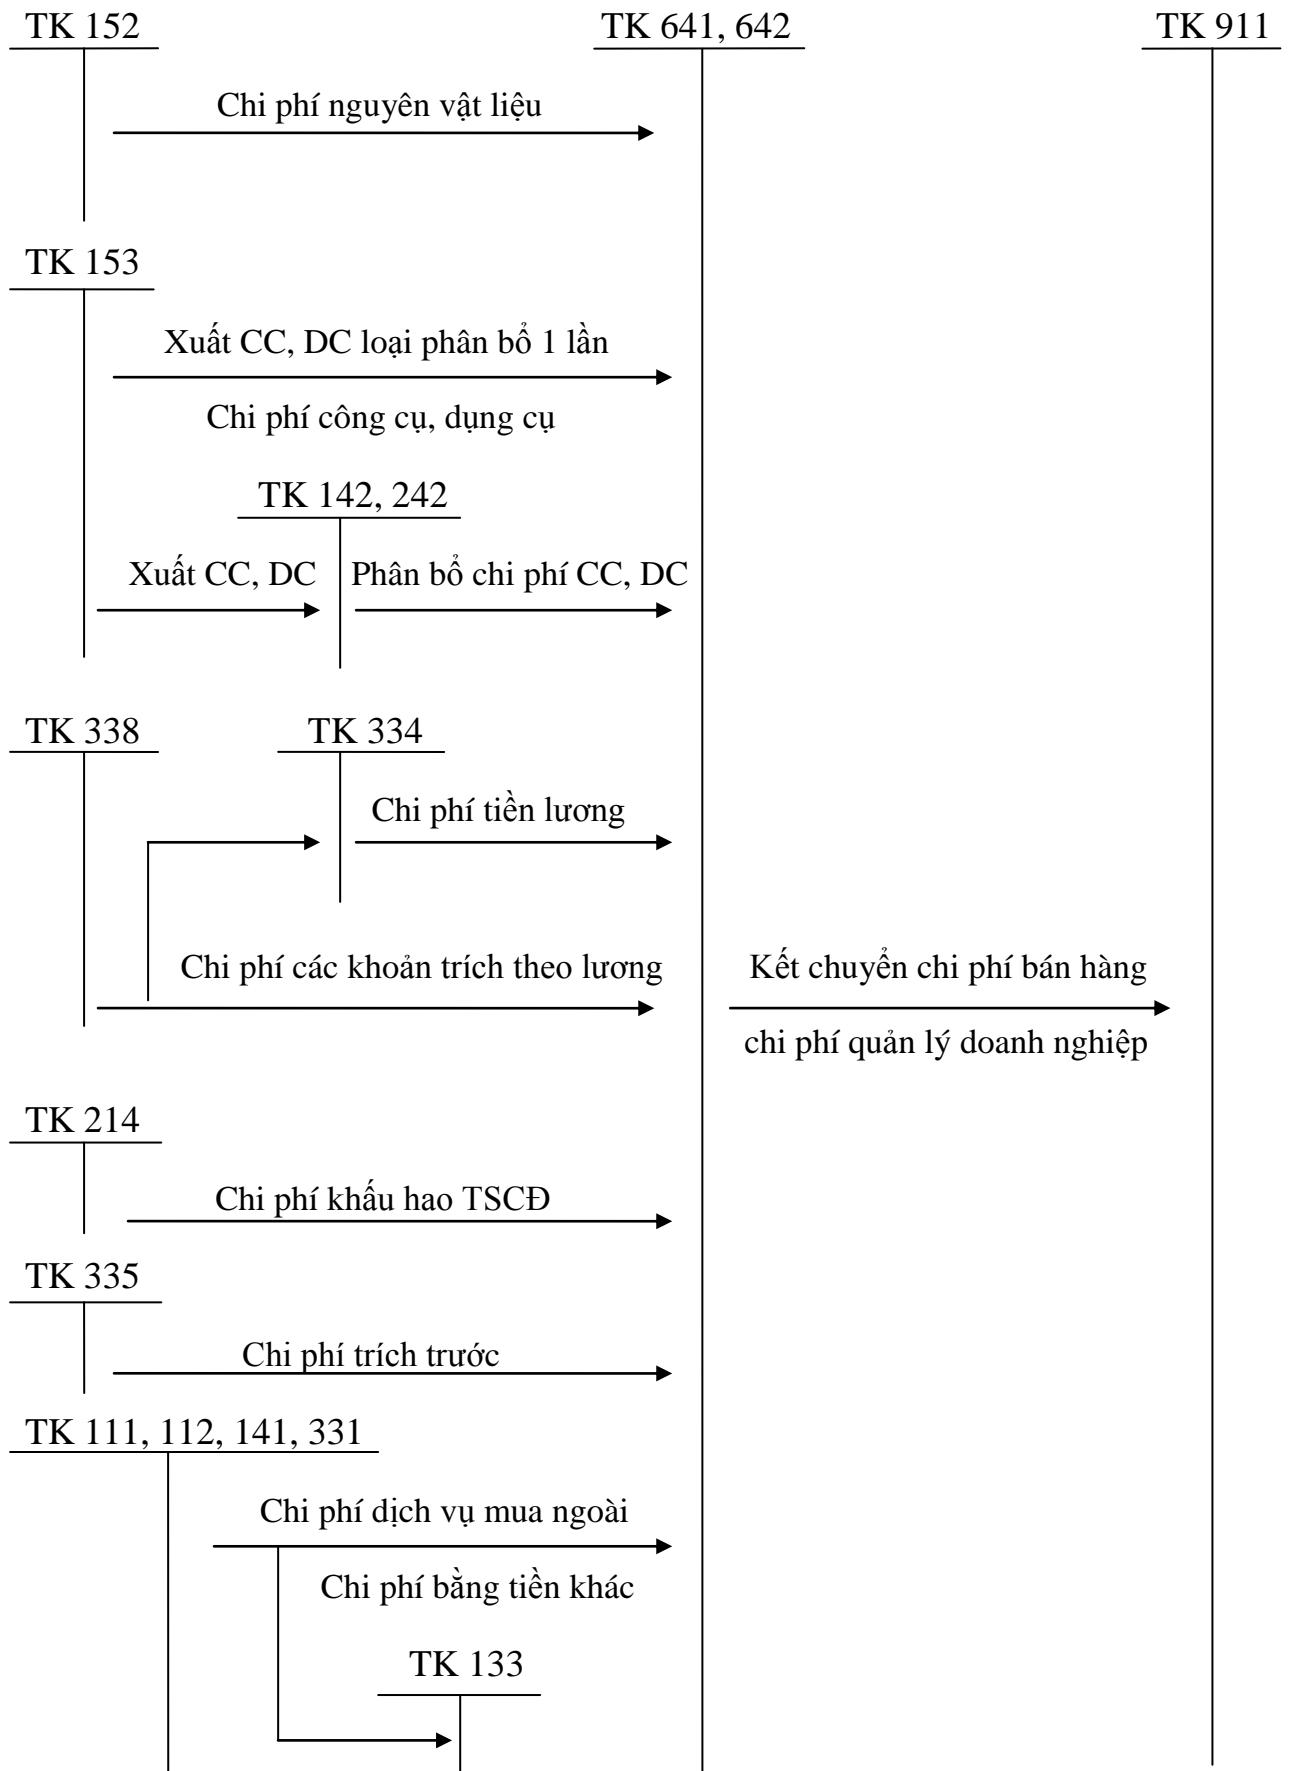 TK 152
TK 641, 642
TK 911
Chi phí nguyên vật liệu
TK 153
Xuất CC, DC loại phân bổ 1 lần
Chi phí công cụ, dụng cụ
TK 142, 242
Xuất CC, DC
Phân bổ chi phí CC, DC
TK 338
TK 334
Chi phí tiền lương
Chi phí các khoản trích theo lương
Kết chuyển chi phí bán hàng
chi phí quản lý doanh nghiệp
TK 214
Chi phí khấu hao TSCĐ
TK 335
Chi phí trích trước
TK 111, 112, 141, 331
Chi phí dịch vụ mua ngoài
Chi phí bằng tiền khác
TK 133